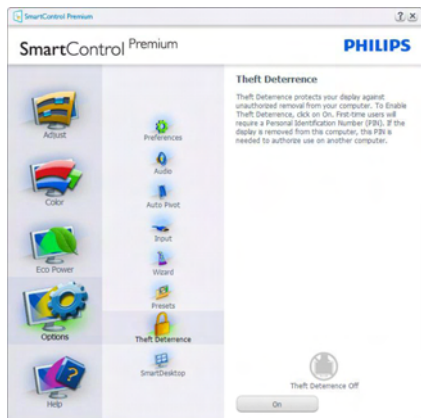 SmartControl Premium
SmartControl Premium
PHILIPS
Adjust
Color
Eco Power
Options
Help
Preferences
Audio
Auto Pivot
Input
Wizard
Presets
Theft Deterrence
SmartDesktop
Theft Deterrence
Theft Deterrence protects your display against
unauthorized removal from your computer. To Enable
Theft Deterrence, click on On. First-time users will
require a Personal Identification Number (PIN). If the
display is removed from this computer, this PIN is
needed to authorize use on another computer.
Theft Deterrence Off
On